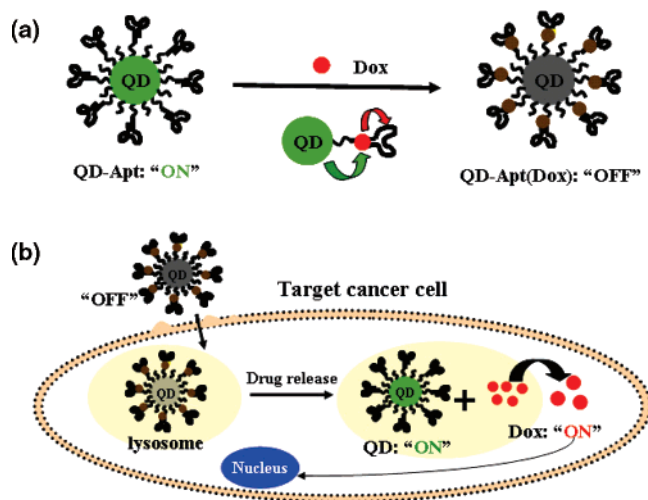 (a)
QD
Dox
QD
QD
QD-Apt: “ON”
QD-Apt(Dox): “OFF”
(b)
QD
“OFF”
Target cancer cell
QD
Drug release
QD
+
lysosome
QD: “ON”
Dox: “ON”
Nucleus